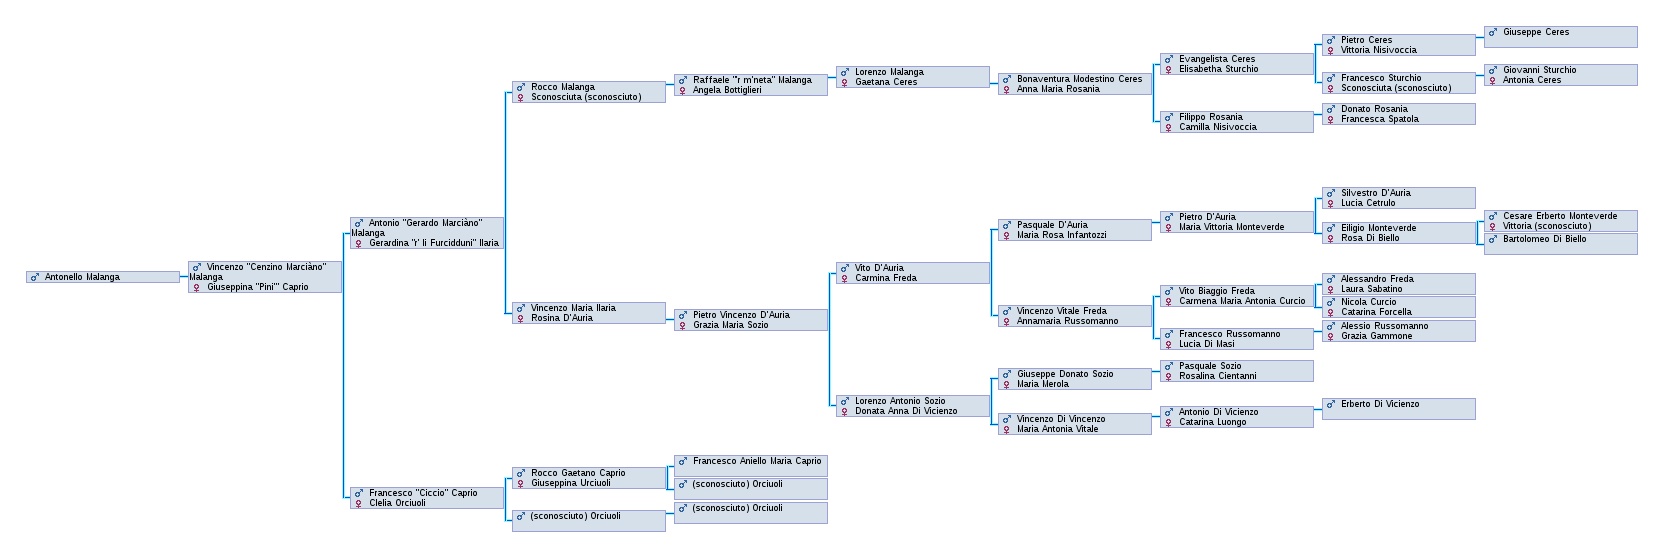 Antonello Malanga
Vincenzo "Cenzino Marciàno"
Malanga
Giuseppina "Pini'" Caprio
Antonio "Gerardo Marciàno"
Malanga
Gerardina "r' li Furcidduni" Ilaria
Francesco "Ciccio" Caprio
Clelia Orciuoli
Rocco Malanga
Sconosciuta (sconosciuto)
Vincenzo Maria Ilaria
Rosina D'Auria
Rocco Gaetano Caprio
Giuseppina Urciuoli
(sconosciuto) Orciuoli
Raffaele "'r m'neta" Malanga
Angela Bottiglieri
Pietro Vincenzo D'Auria
Grazia Maria Sozio
Francesco Aniello Maria Caprio
(sconosciuto) Orciuoli
(sconosciuto) Orciuoli
Lorenzo Malanga
Gaetana Ceres
Vito D'Auria
Carmina Freda
Lorenzo Antonio Sozio
Donata Anna Di Vicienzo
Bonaventura Modestino Ceres
Anna Maria Rosania
Pasquale D'Auria
Maria Rosa Infantozzi
Vincenzo Vitale Freda
Annamaria Russomanno
Giuseppe Donato Sozio
Maria Merola
Vincenzo Di Vincenzo
Maria Antonia Vitale
Evangelista Ceres
Elisabetha Sturchio
Filippo Rosania
Camilla Nisivoccia
Pietro D'Auria
Maria Vittoria Monteverde
Vito Biaggio Freda
Carmena Maria Antonia Curcio
Francesco Russomanno
Lucia Di Masi
Pasquale Sozio
Rosalina Cientanni
Antonio Di Vicienzo
Catarina Luongo
Pietro Ceres
Vittoria Nisivoccia
Francesco Sturchio
Sconosciuta (sconosciuto)
Donato Rosania
Francesca Spatola
Silvestro D'Auria
Lucia Cetrulo
Eiligio Monteverde
Rosa Di Biello
Alessandro Freda
Laura Sabatino
Nicola Curcio
Catarina Forcella
Alessio Russomanno
Grazia Gammone
Erberto Di Vicienzo
Giuseppe Ceres
Giovanni Sturchio
Antonia Ceres
Cesare Erberto Monteverde
Vittoria (sconosciuto)
Bartolomeo Di Biello